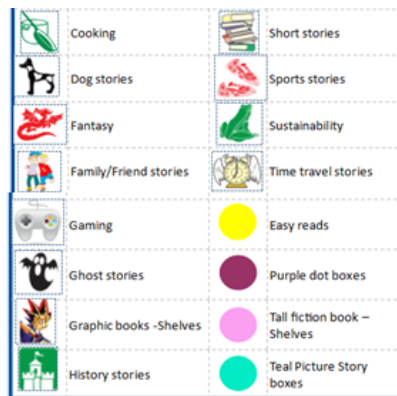 Cooking
Short stories
Dog stories
Sports stories
Fantasy
Sustainability
Family/Friend stories
Time travel stories
Gaming
Easy reads
Ghost stories
Purple dot boxes
Graphic books -Shelves
Tall fiction book –
Shelves
History stories
Teal Picture Story
boxes